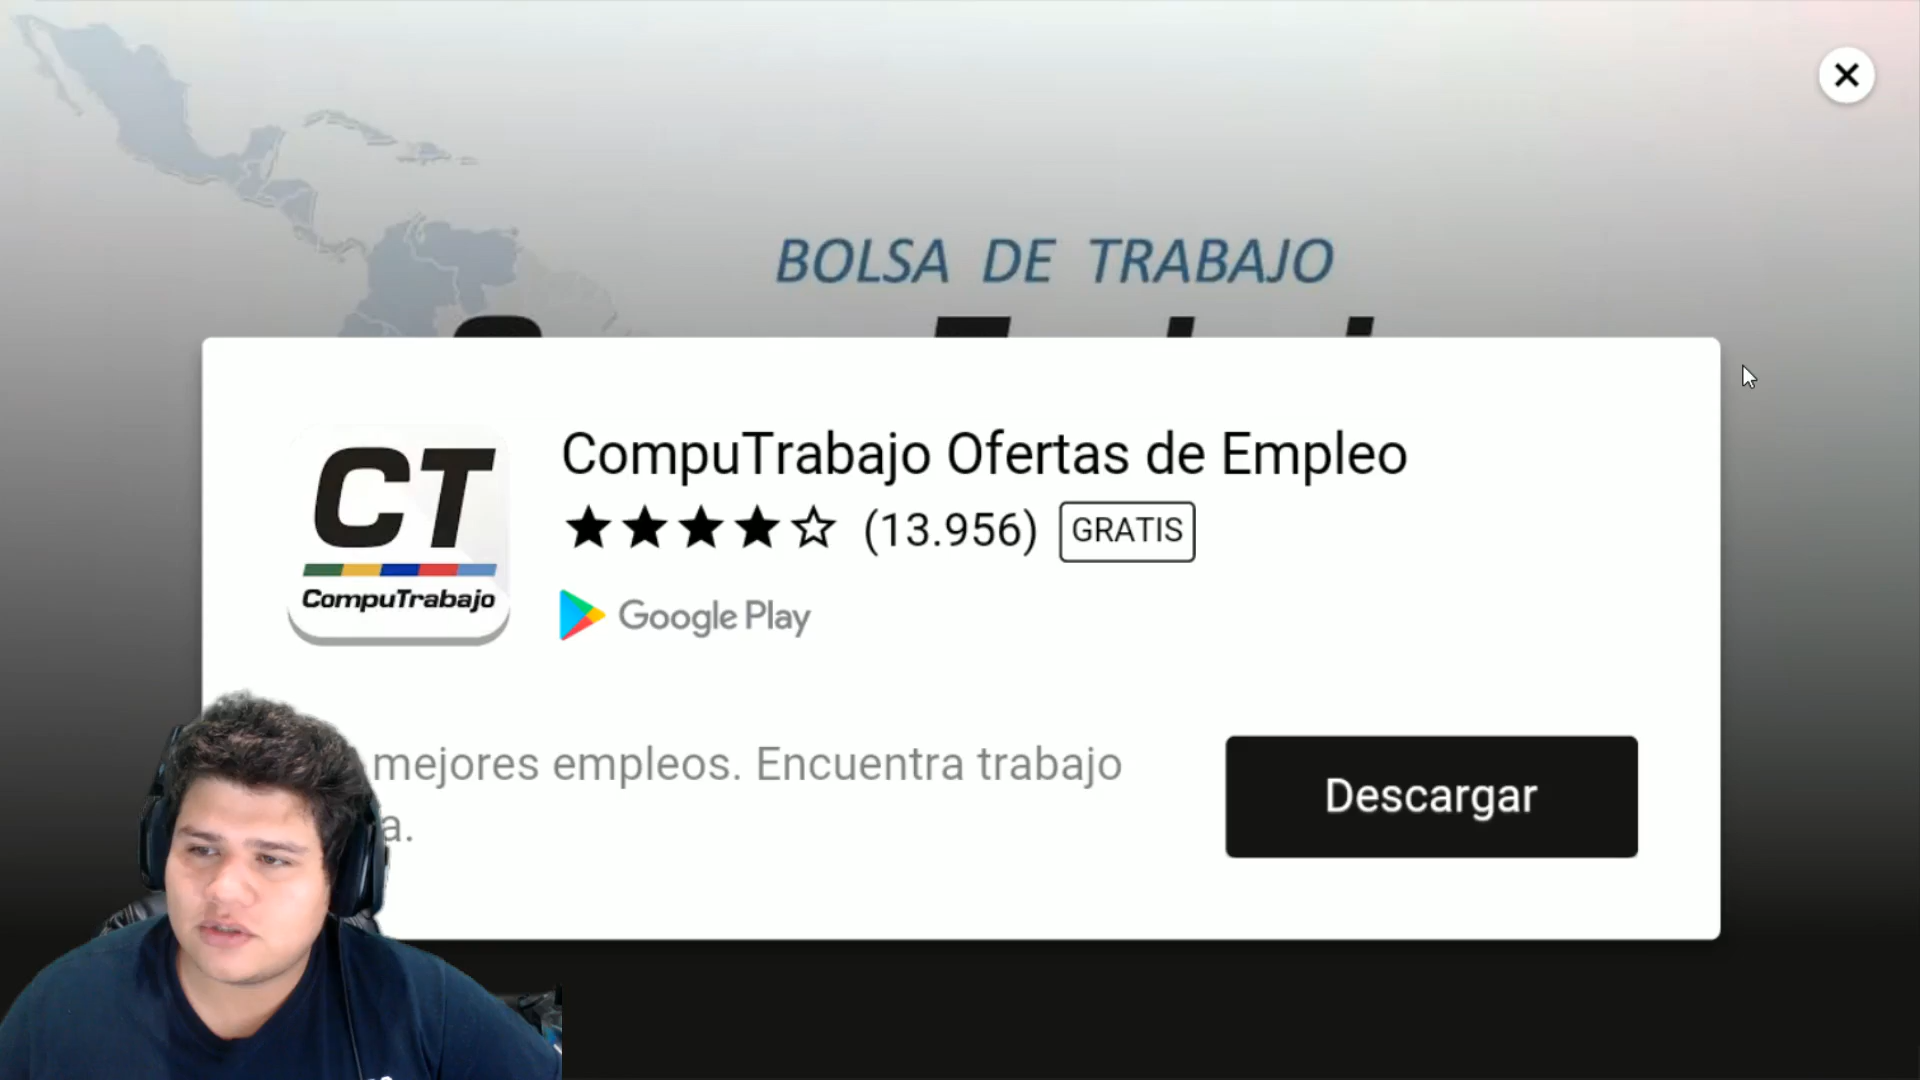 BOLSA DE TRABAJO
CompuTrabajo Ofertas de Empleo
(13.956) GRATIS
CT
CompuTrabajo
Google Play
mejores empleos. Encuentra trabajo
a.
Descargar